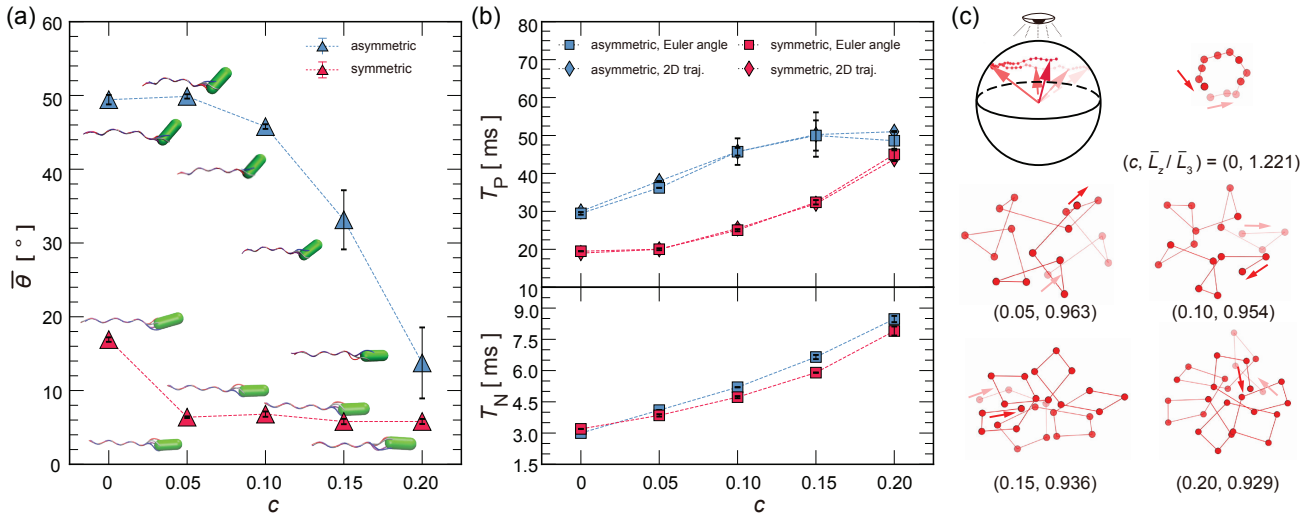 (a)
asymmetric
symmetric
60
50
40
30
20
10
0
θ̅ [ ° ]
0 0.05 0.10 0.15 0.20
c
(b)
asymmetric, Euler angle
symmetric, Euler angle
asymmetric, 2D traj.
symmetric, 2D traj.
80
70
60
50
40
30
20
10
T_P [ ms ]
9.0
7.5
6.0
4.5
3.0
1.5
T_N [ ms ]
0 0.05 0.10 0.15 0.20
c
(c)
(c, L̅_z / L̅_3) = (0, 1.221)
(0.05, 0.963)
(0.10, 0.954)
(0.15, 0.936)
(0.20, 0.929)